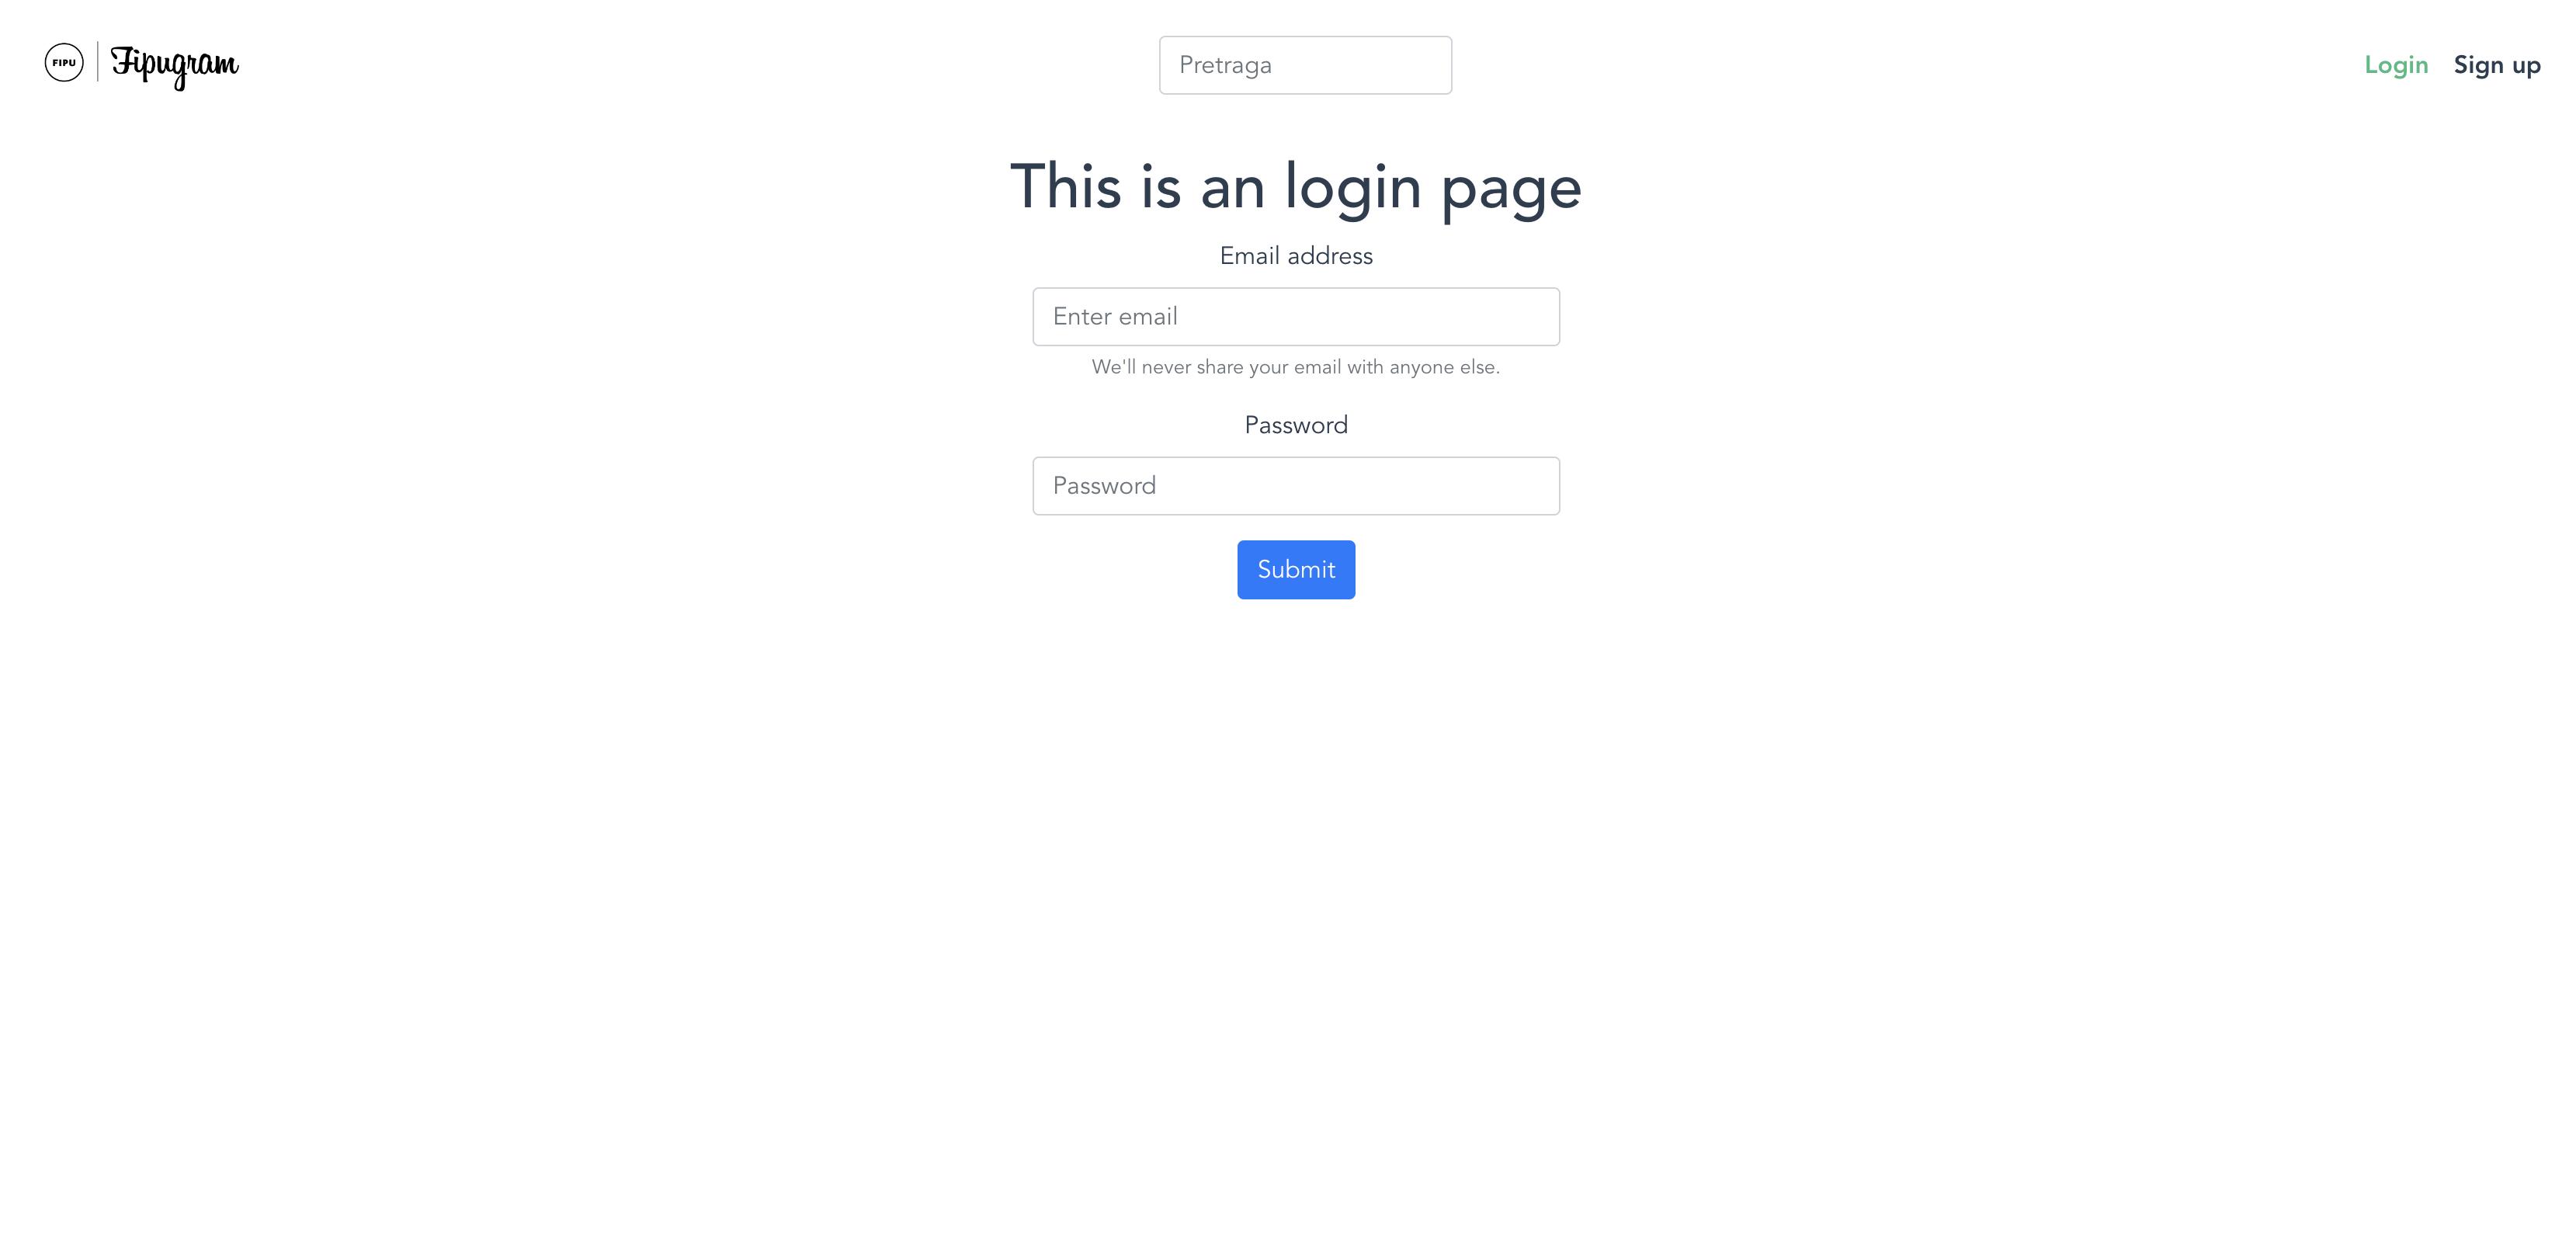 FIPU Fipugram
Pretraga
Login Sign up
This is an login page
Email address
Enter email
We'll never share your email with anyone else.
Password
Password
Submit